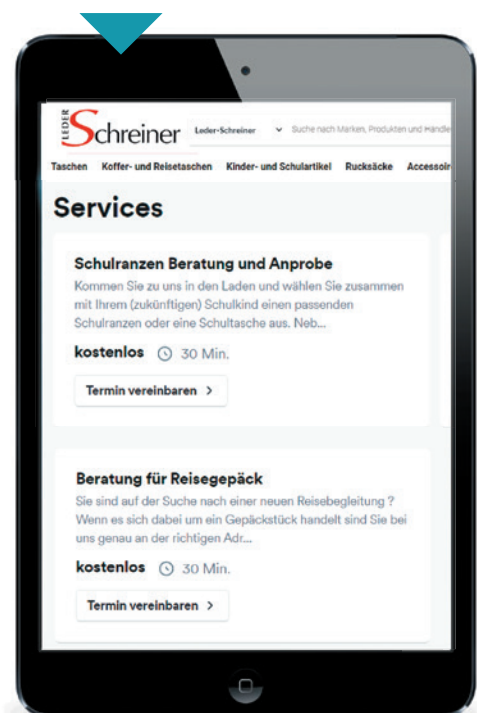 LEDER Schreiner Leder-Schreiner Suche nach Marken, Produkten und Händle
Taschen Koffer- und Reisetaschen Kinder- und Schulartikel Rucksäcke Accessoir
Services
Schulranzen Beratung und Anprobe
Kommen Sie zu uns in den Laden und wählen Sie zusammen
mit Ihrem (zukünftigen) Schulkind einen passenden
Schulranzen oder eine Schultasche aus. Neb...
kostenlos 30 Min.
Termin vereinbaren >
Beratung für Reisegepäck
Sie sind auf der Suche nach einer neuen Reisebegleitung ?
Wenn es sich dabei um ein Gepäckstück handelt sind Sie bei
uns genau an der richtigen Adr...
kostenlos 30 Min.
Termin vereinbaren >